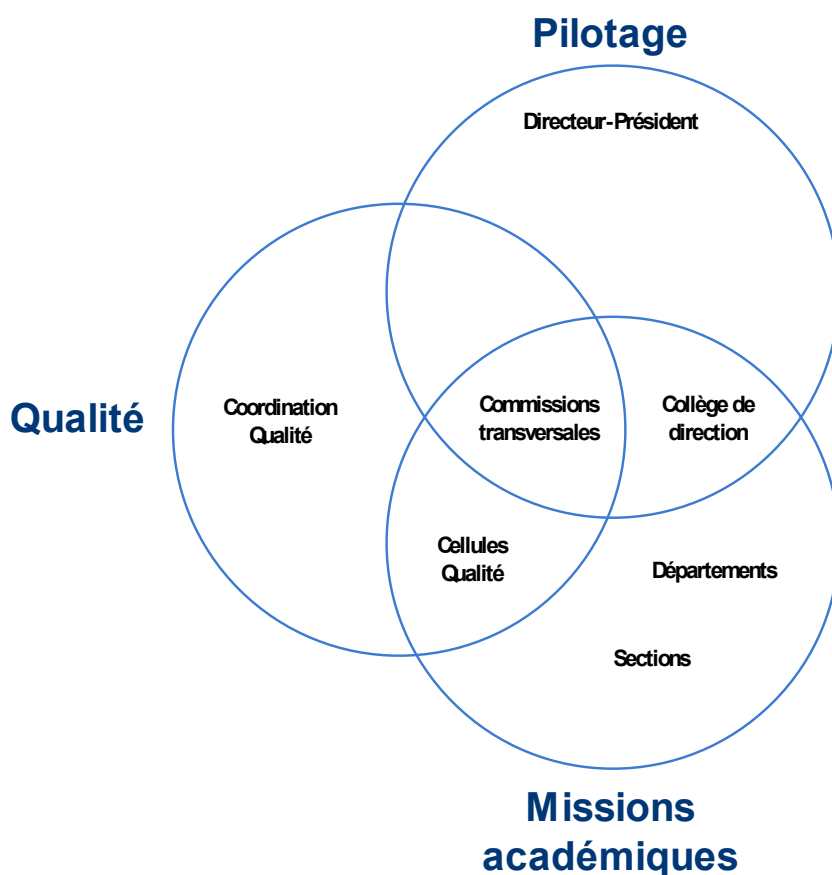 Pilotage
Directeur-Président
Qualité
Coordination
Qualité
Commissions
transversales
Collège de
direction
Cellules
Qualité
Départements
Sections
Missions
académiques